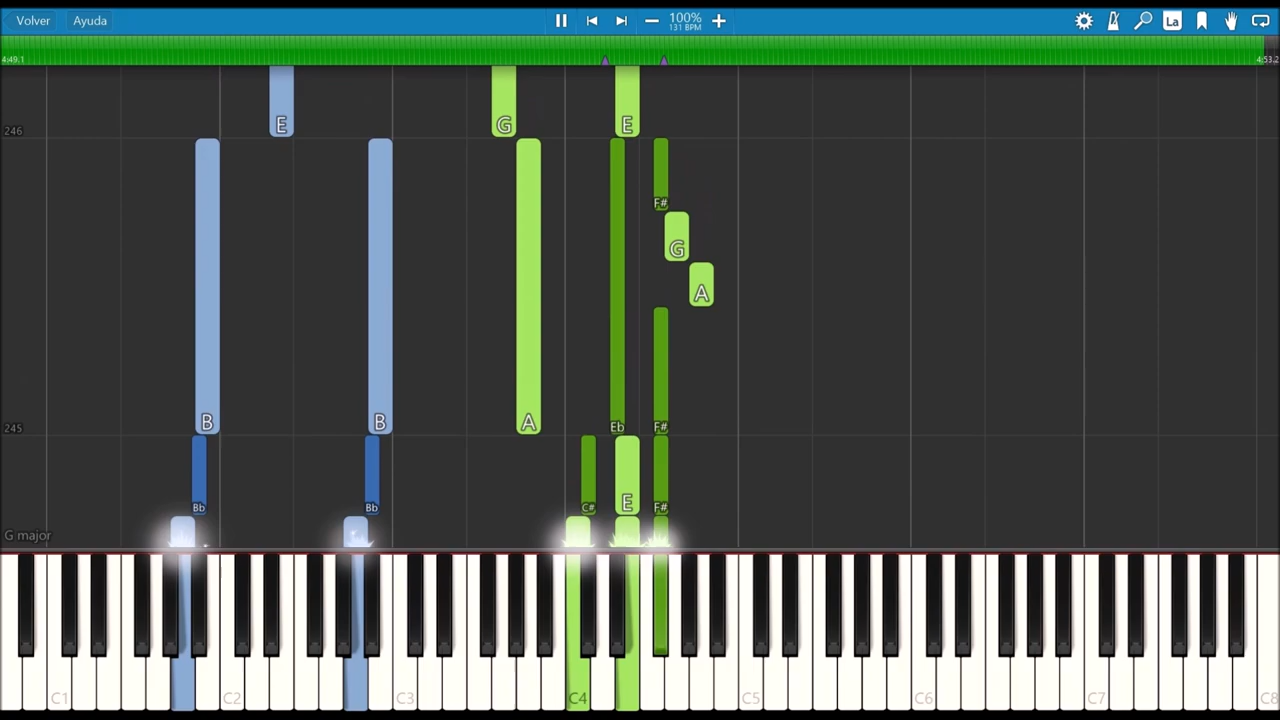 Volver Ayuda 100% La
131 BPM
4:49.1 4:53.2
E G E
246
F#
G
A
B B A Eb F#
245
Bb Bb C# E F#
G major
C1 C2 C3 C4 C5 C6 C7 C8